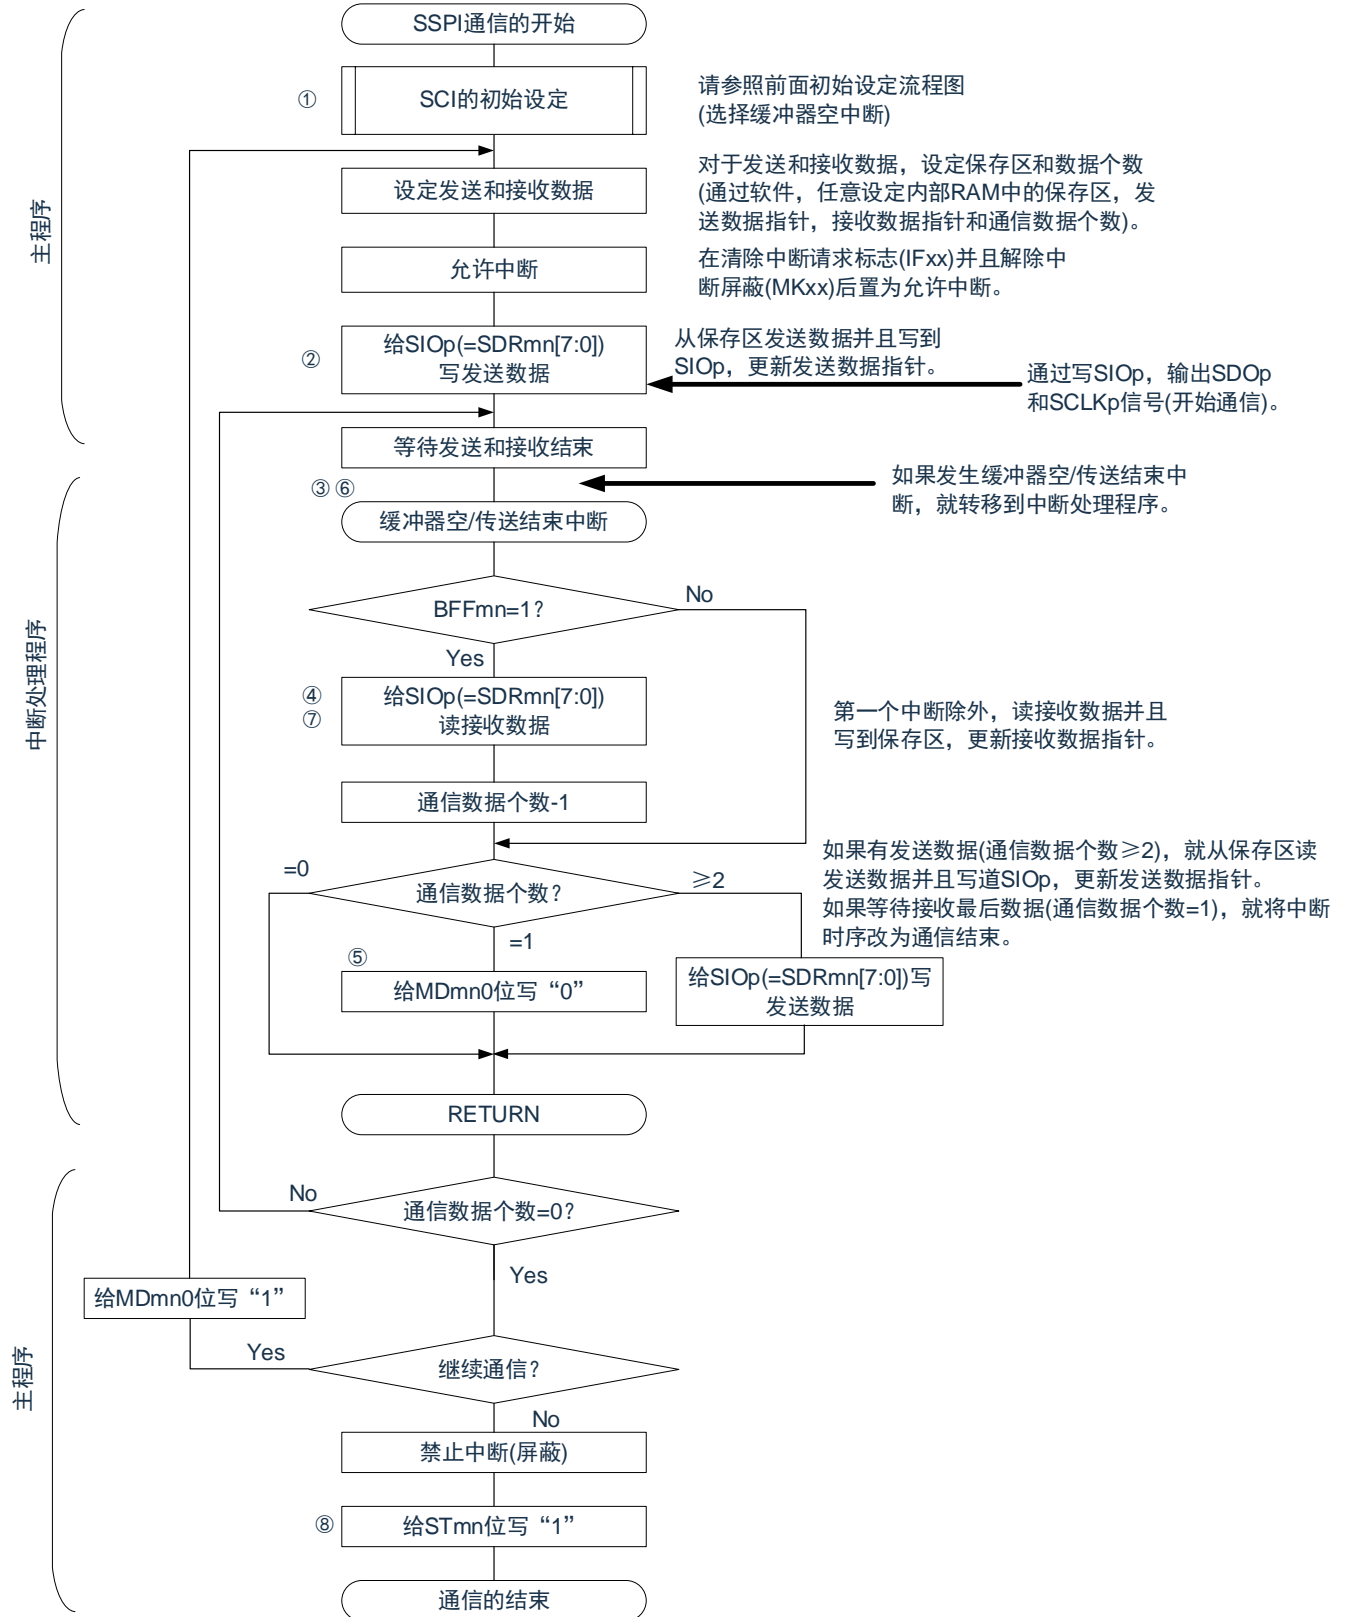 SSPI通信的开始
①
SCI的初始设定
请参照前面初始设定流程图
(选择缓冲器空中断)
设定发送和接收数据
对于发送和接收数据，设定保存区和数据个数
(通过软件，任意设定内部RAM中的保存区，发
送数据指针，接收数据指针和通信数据个数)。
主程序
允许中断
在清除中断请求标志(IFxx)并且解除中
断屏蔽(MKxx)后置为允许中断。
②
给SIOp(=SDRmn[7:0])
写发送数据
从保存区发送数据并且写到
SIOp，更新发送数据指针。
通过写SIOp，输出SDOp
和SCLKp信号(开始通信)。
等待发送和接收结束
③⑥
如果发生缓冲器空/传送结束中
断，就转移到中断处理程序。
缓冲器空/传送结束中断
BFFmn=1?
No
Yes
中断处理程序
④
⑦
给SIOp(=SDRmn[7:0])
读接收数据
第一个中断除外，读接收数据并且
写到保存区，更新接收数据指针。
通信数据个数-1
=0
通信数据个数?
≥2
=1
如果有发送数据(通信数据个数≥2)，就从保存区读
发送数据并且写道SIOp，更新发送数据指针。
如果等待接收最后数据(通信数据个数=1)，就将中断
时序改为通信结束。
⑤
给MDmn0位写“0”
给SIOp(=SDRmn[7:0])写
发送数据
RETURN
No
通信数据个数=0?
Yes
给MDmn0位写“1”
主程序
Yes
继续通信?
No
禁止中断(屏蔽)
⑧
给STmn位写“1”
通信的结束